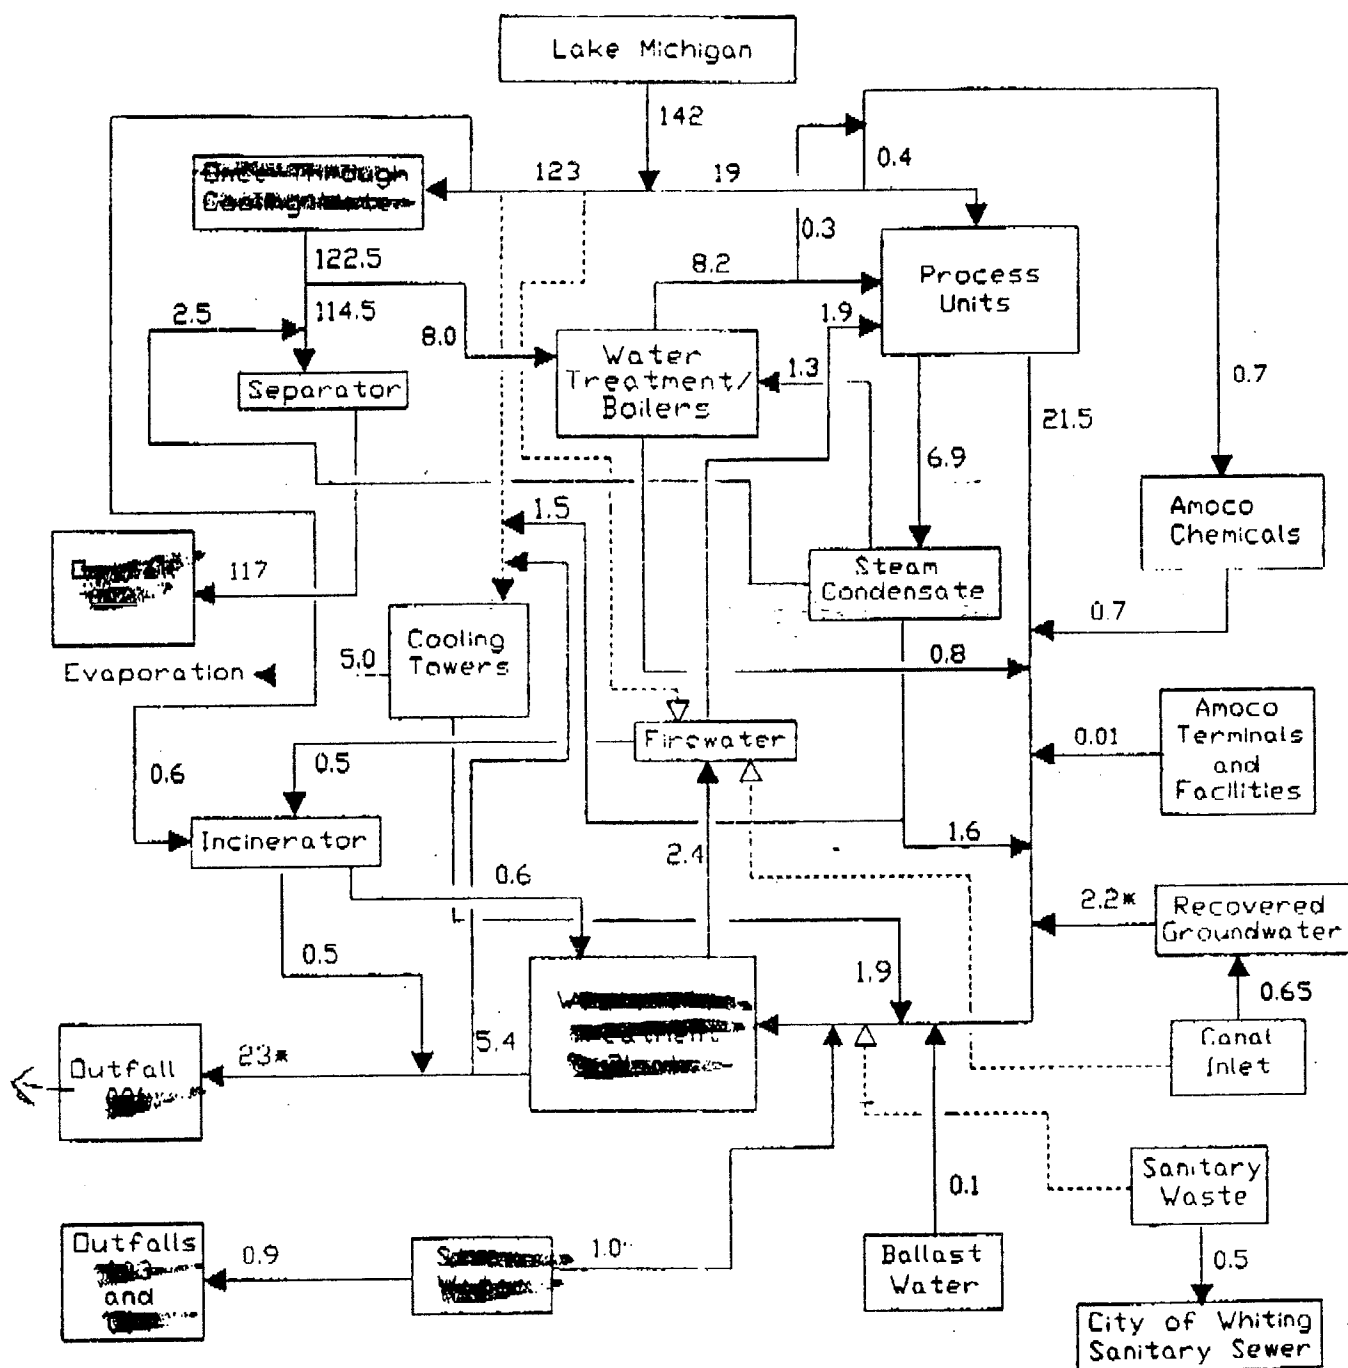 Lake Michigan
142
123
19
0.4
122.5
0.3
8.2
Process
Units
2.5
114.5
8.0
1.9
Water
Treatment/
Boilers
1.3
Separator
0.7
21.5
6.9
Amoco
Chemicals
1.5
117
Steam
Condensate
0.7
Cooling
Towers
5.0
0.8
Evaporation
Amoco
Terminals
and
Facilities
0.01
Firewater
0.5
0.6
Incinerator
2.4
1.6
0.6
2.2*
Recovered
Groundwater
0.5
1.9
0.65
Canal
Inlet
Outfall
23*
5.4
Sanitary
Waste
0.1
Outfalls
and
0.9
1.0
Ballast
Water
0.5
City of Whiting
Sanitary Sewer